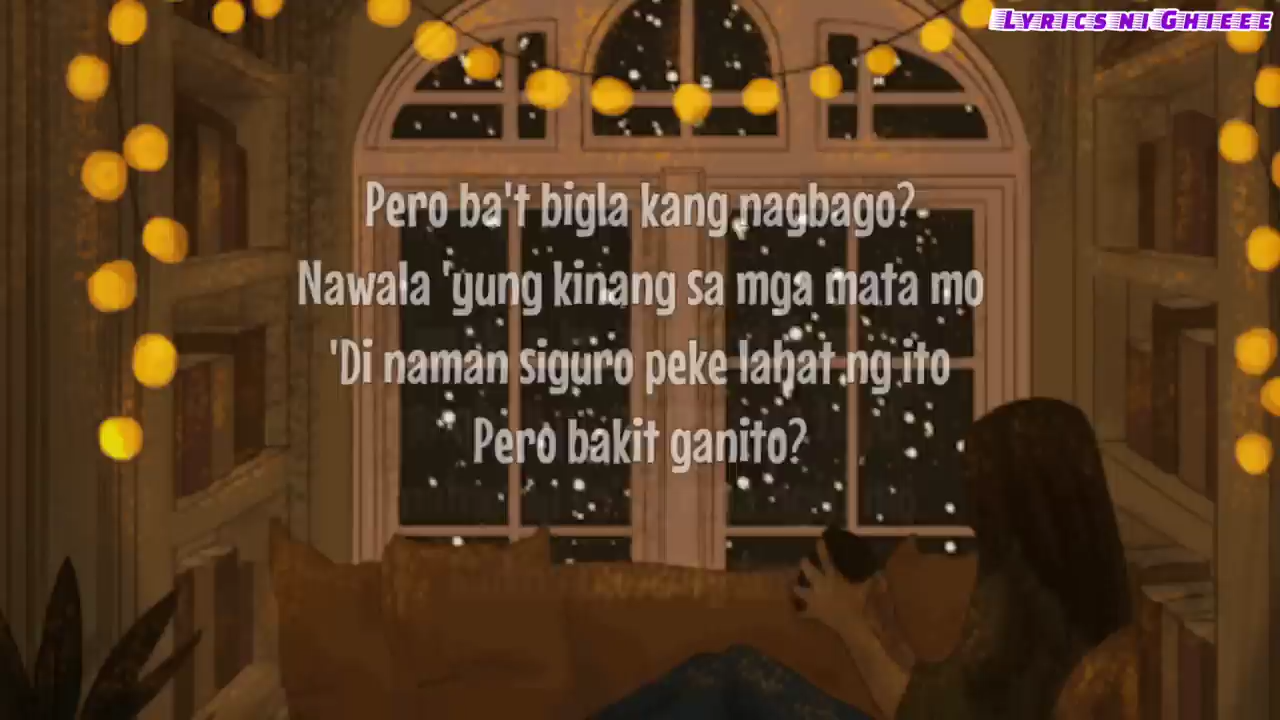 Lyrics ni Ghieee
Pero ba't bigla kang nagbago?
Nawala 'yung kinang sa mga mata mo
'Di naman siguro peke lahat ng ito
Pero bakit ganito?